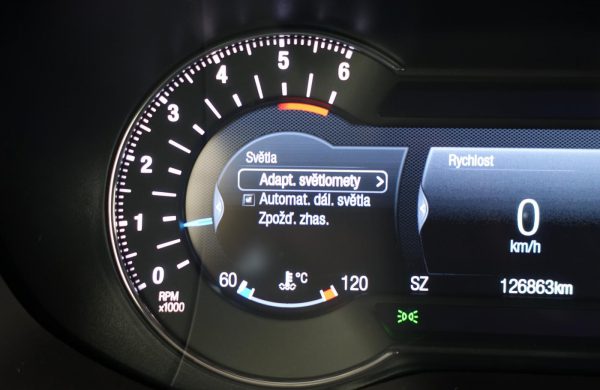 6
5
4
3
2
1
0
RPM
x1000
Světla
Adapt. světlomety >
Automat. dál. světla
Zpožď. zhas.
60 °C 120
Rychlost
0
km/h
SZ 126863km